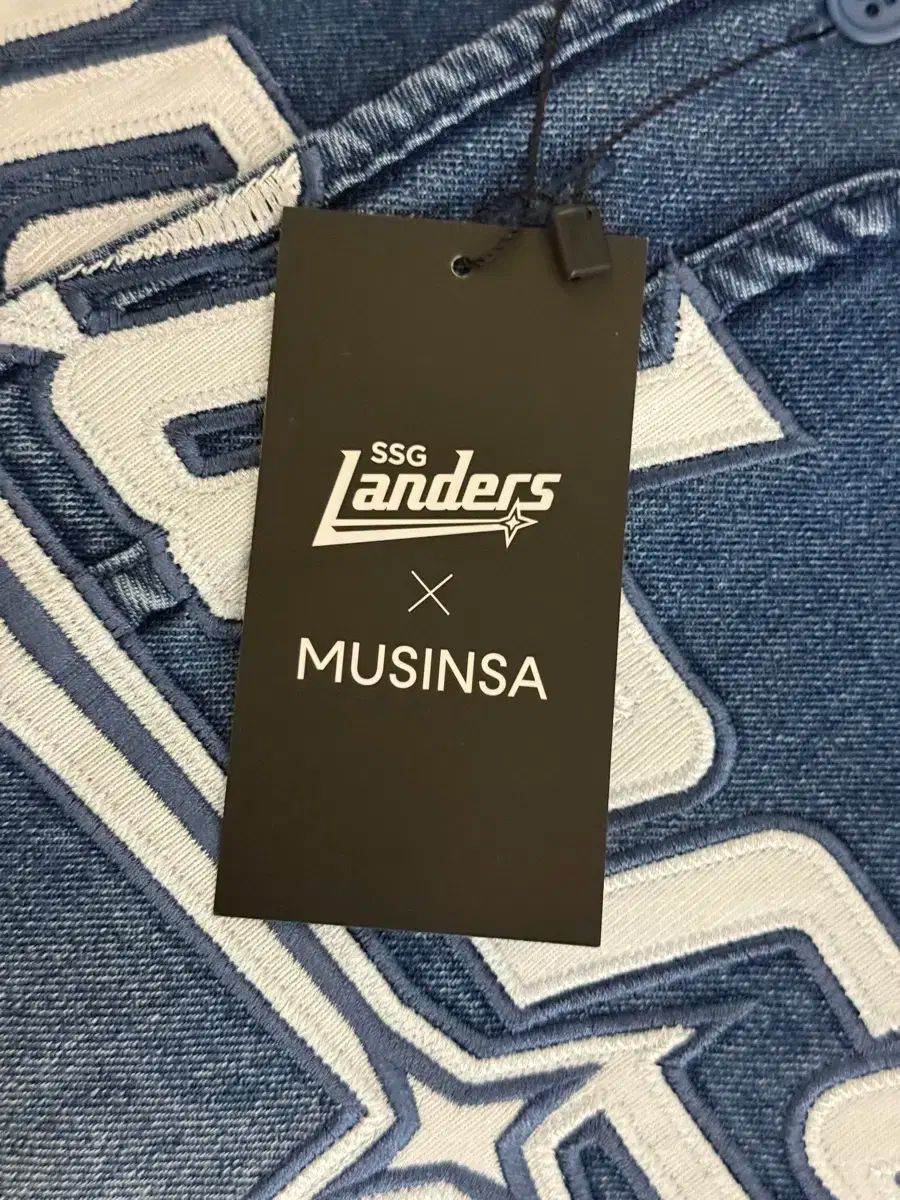 SSG
Landers
×
MUSINSA